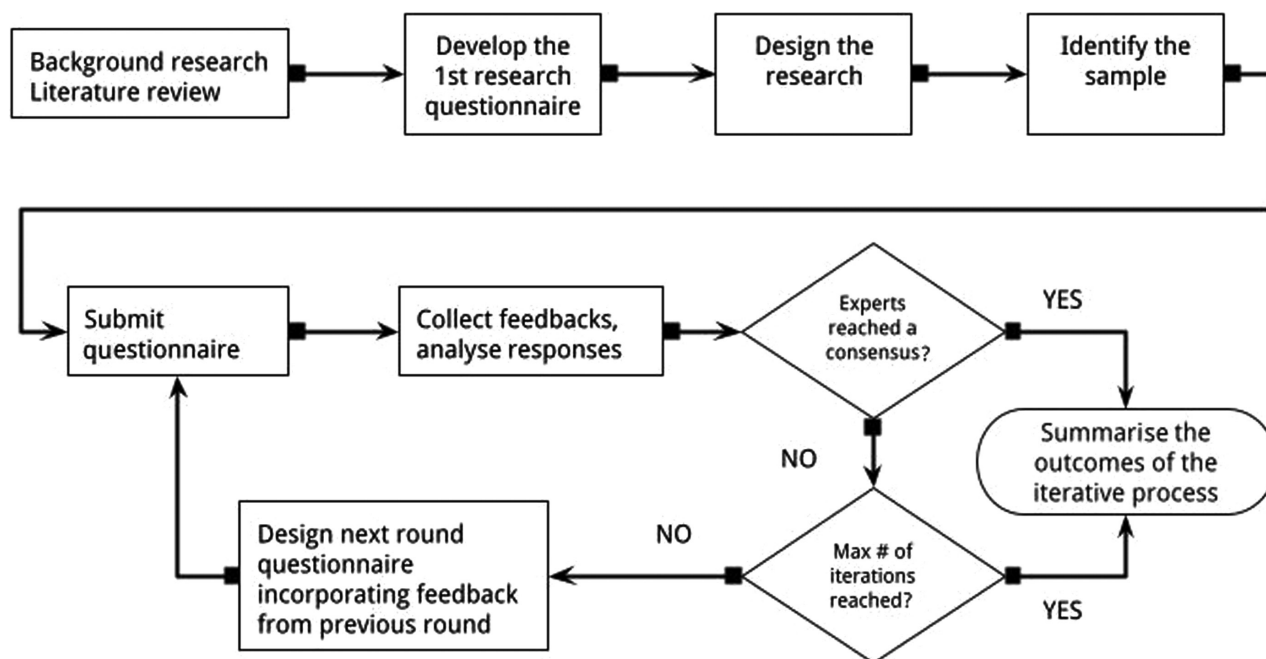 Background research
Literature review
Develop the
1st research
questionnaire
Design the
research
Identify the
sample
Submit
questionnaire
Collect feedbacks,
analyse responses
Experts
reached a
consensus?
YES
NO
Summarise the
outcomes of the
iterative process
Design next round
questionnaire
incorporating feedback
from previous round
NO
Max # of
iterations
reached?
YES